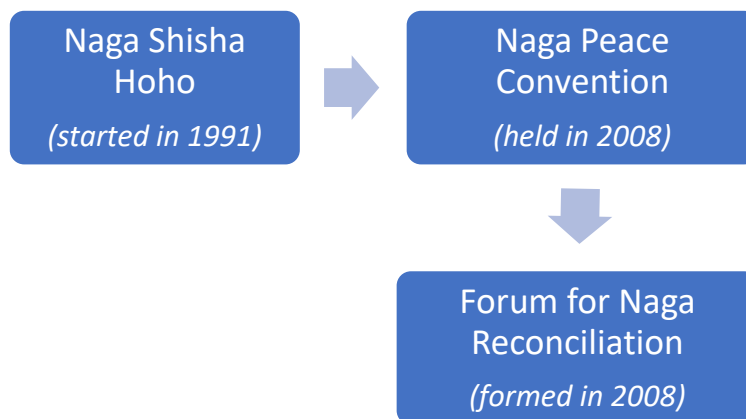 Naga Shisha
Hoho
(started in 1991)
Naga Peace
Convention
(held in 2008)
Forum for Naga
Reconciliation
(formed in 2008)